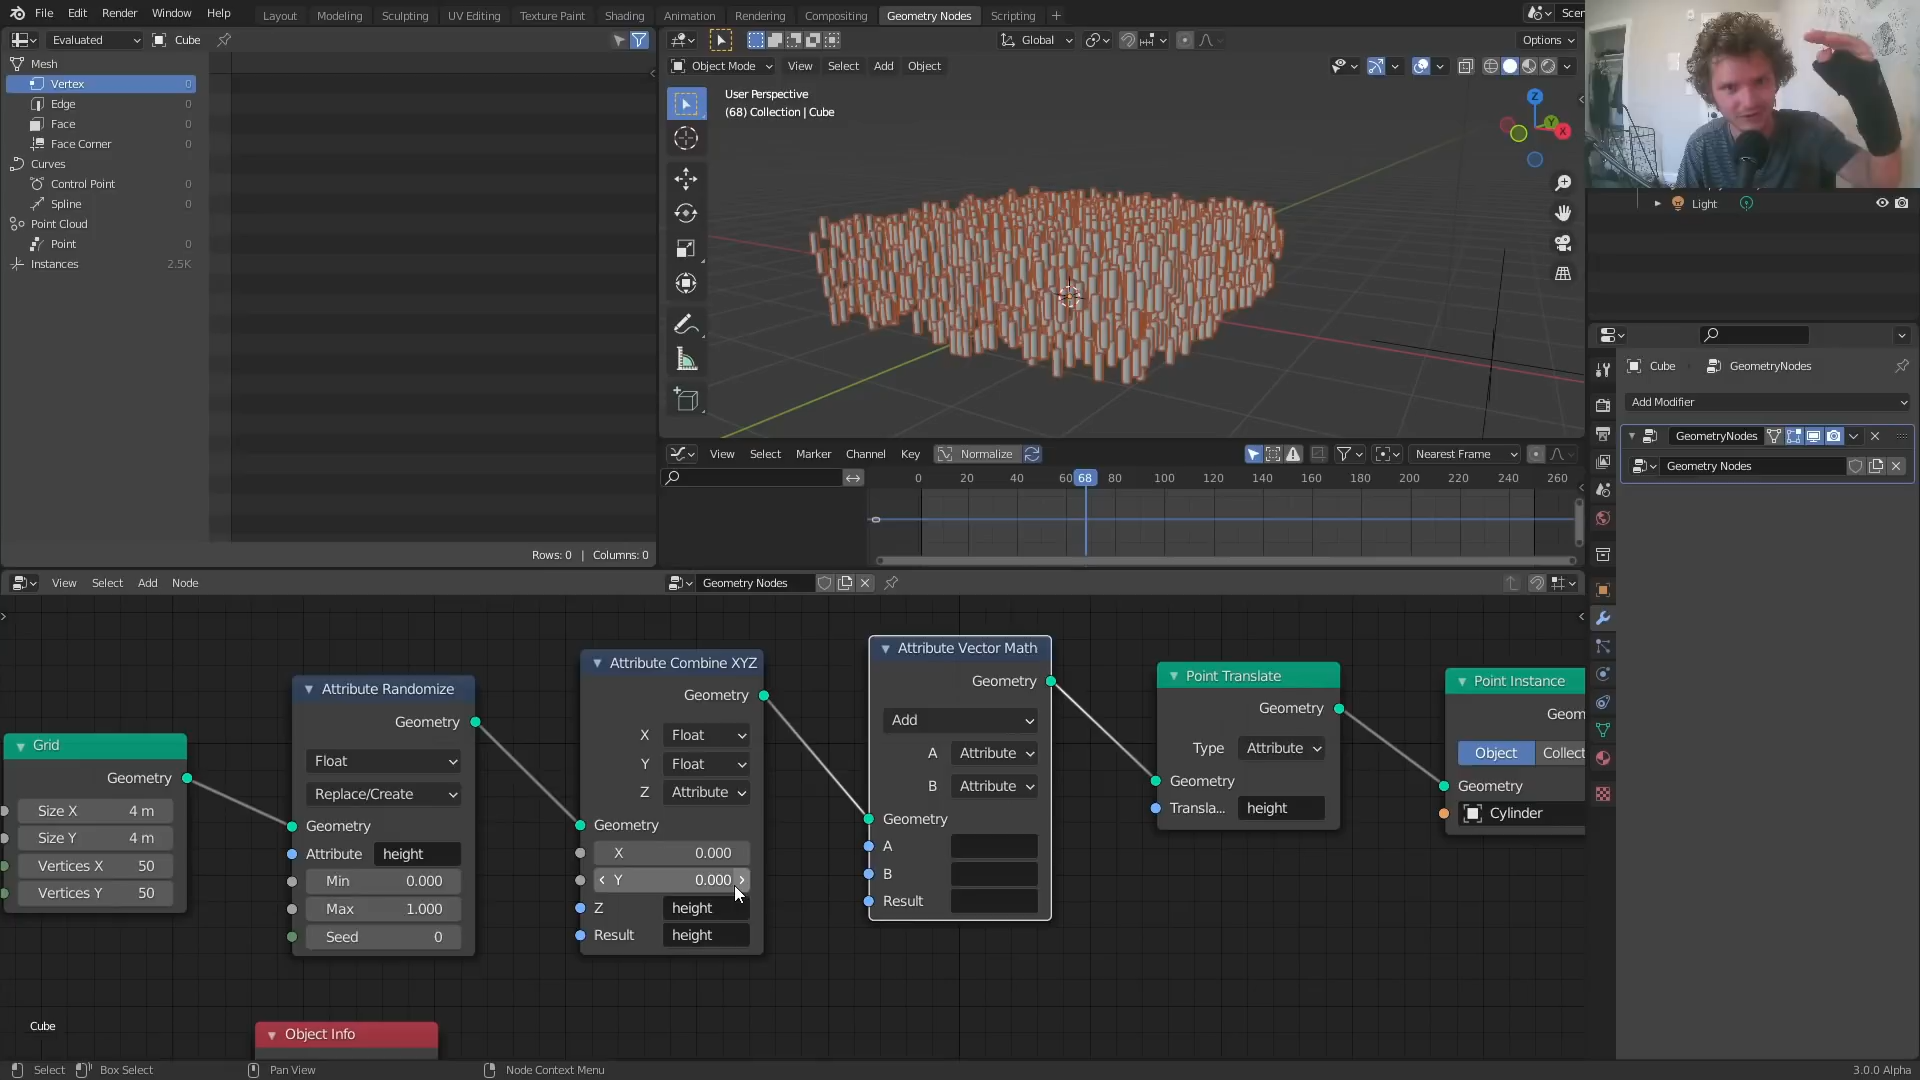 File Edit Render Window Help Layout Modeling Sculpting UV Editing Texture Paint Shading Animation Rendering Compositing Geometry Nodes Scripting + Scen
Evaluated Cube
Global Options
Mesh
Vertex 0
Edge 0
Face 0
Face Corner 0
Curves
Control Point 0
Spline 0
Point Cloud
Point 0
Instances 2.5K
Rows: 0 | Columns: 0
Object Mode View Select Add Object
User Perspective
(68) Collection | Cube
Z
Y
X
Light
Cube GeometryNodes
Add Modifier
GeometryNodes
Geometry Nodes
View Select Marker Channel Key Normalize Nearest Frame
0 20 40 60 68 80 100 120 140 160 180 200 220 240 260
View Select Add Node Geometry Nodes
Grid
Geometry
Size X 4 m
Size Y 4 m
Vertices X 50
Vertices Y 50
Attribute Randomize
Geometry
Float
Replace/Create
Geometry
Attribute height
Min 0.000
Max 1.000
Seed 0
Attribute Combine XYZ
Geometry
X Float
Y Float
Z Attribute
Geometry
X 0.000
Y 0.000
Z height
Result height
Attribute Vector Math
Geometry
Add
A Attribute
B Attribute
Geometry
A
B
Result
Point Translate
Geometry
Type Attribute
Geometry
Transla... height
Point Instance
Geom
Object Collect
Geometry
Cylinder
Object Info
Cube
Select Box Select Pan View Node Context Menu 3.0.0 Alpha